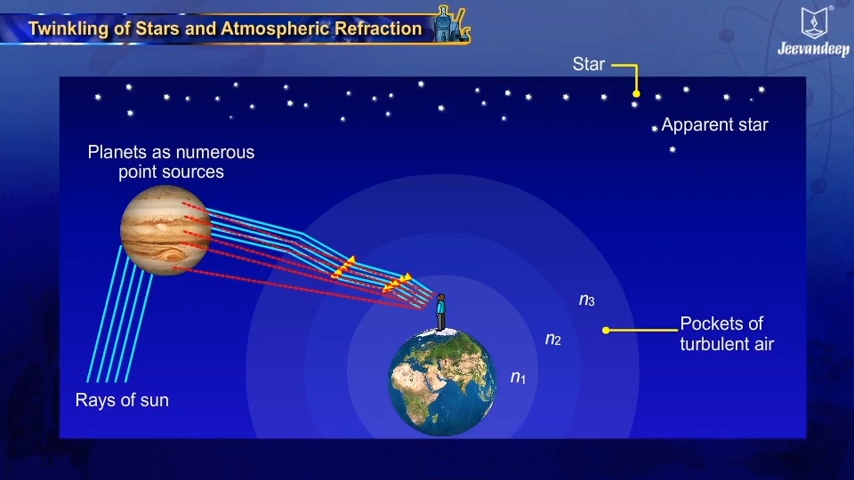 Twinkling of Stars and Atmospheric Refraction
Jeevandeep
Star
Apparent star
Planets as numerous
point sources
n3
Pockets of
turbulent air
n2
n1
Rays of sun